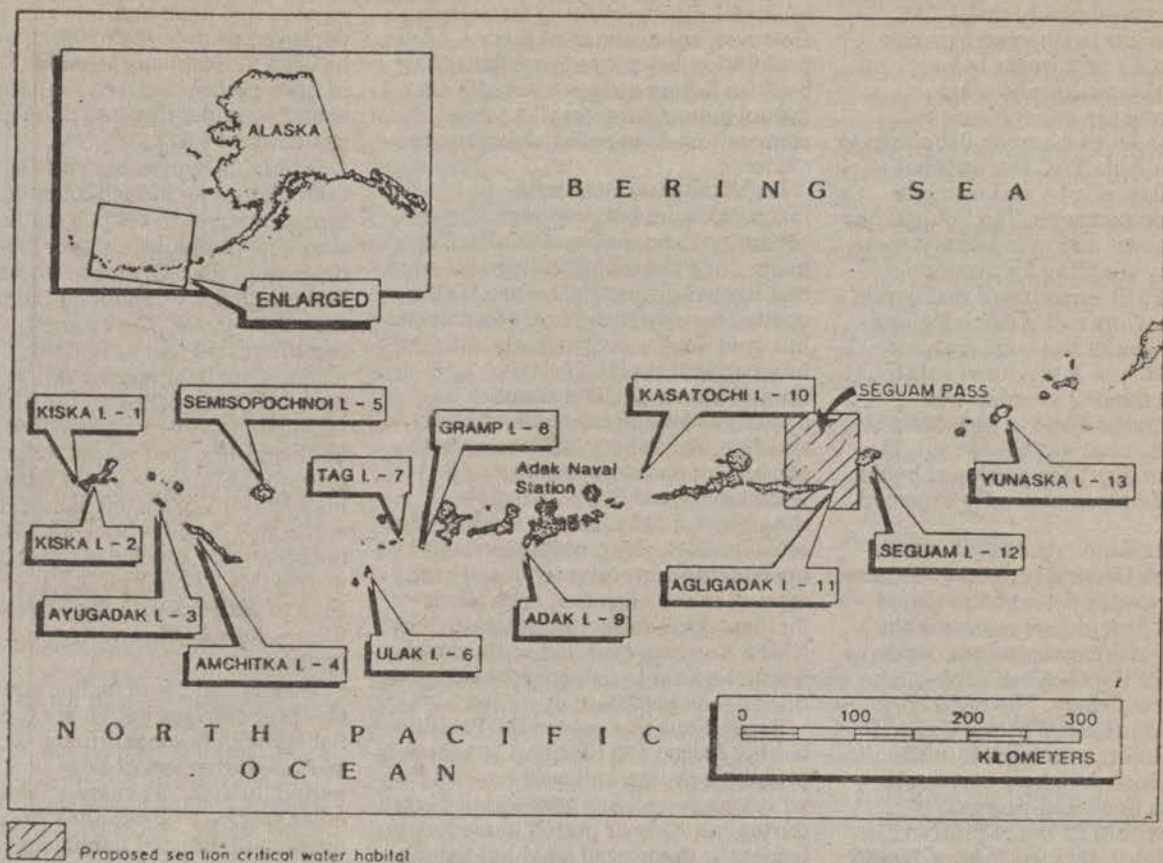 ALASKA
ENLARGED
BERING SEA
KISKA I. - 1
SEMISOPOCHNOI I. - 5
KASATOCHI I. - 10
SEGUAM PASS
GRAMP I. - 8
TAG I. - 7
Adak Naval
Station
YUNASKA I. - 13
KISKA I. - 2
SEGUAM I. - 12
AYUGADAK I. - 3
AGLIGADAK I. - 11
ADAK I. - 9
AMCHITKA I. - 4
ULAK I. - 6
NORTH PACIFIC
OCEAN
0 100 200 300
KILOMETERS
Proposed sea lion critical water habitat